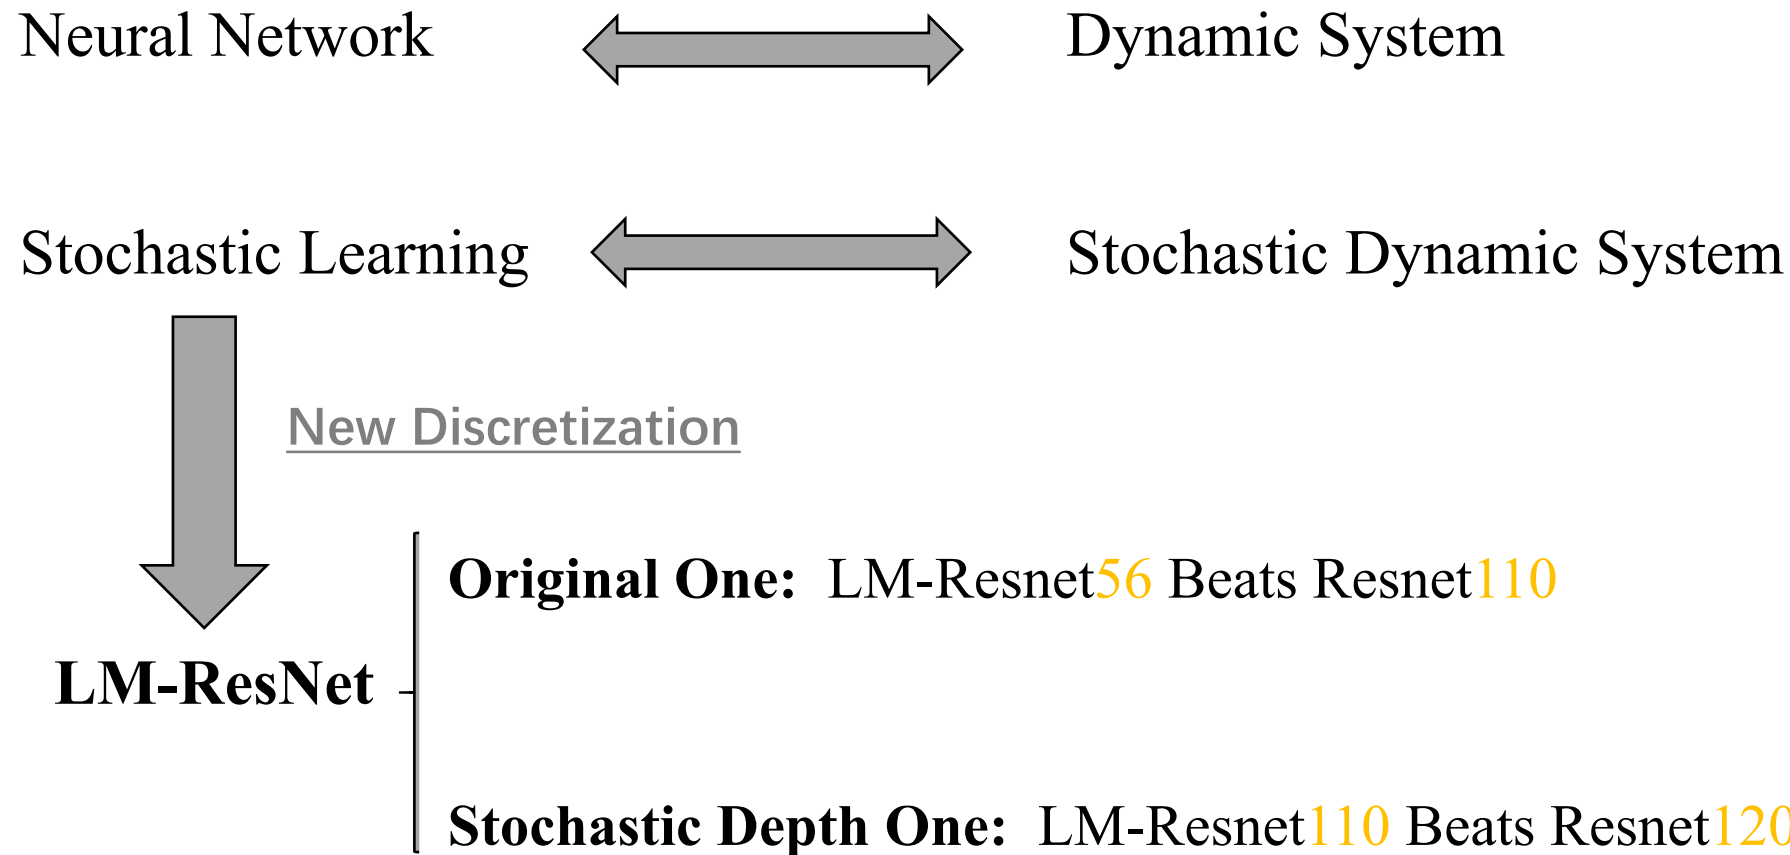 Neural Network Dynamic System
Stochastic Learning Stochastic Dynamic System
New Discretization
Original One: LM-Resnet56 Beats Resnet110
LM-ResNet
Stochastic Depth One: LM-Resnet110 Beats Resnet120